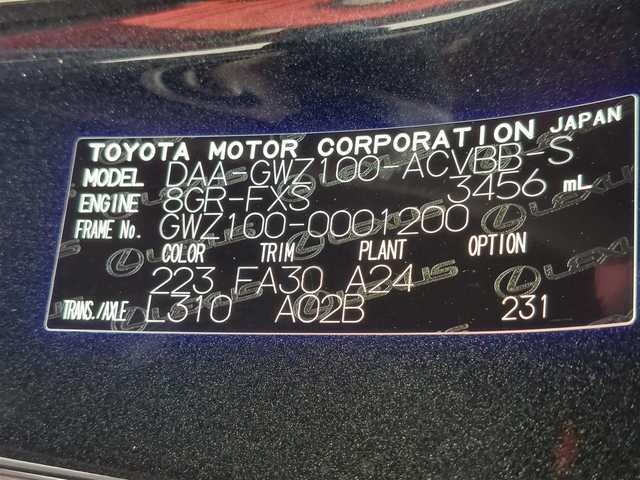 TOYOTA MOTOR CORPORATION JAPAN
MODEL DAA-GWZ100-ACVBB-S
ENGINE 8GR-FXS 3456 mL
FRAME No. GWZ100-0001200
COLOR TRIM PLANT OPTION
223 FA30 A24
TRANS./AXLE L310 A02B 231
LEXUS